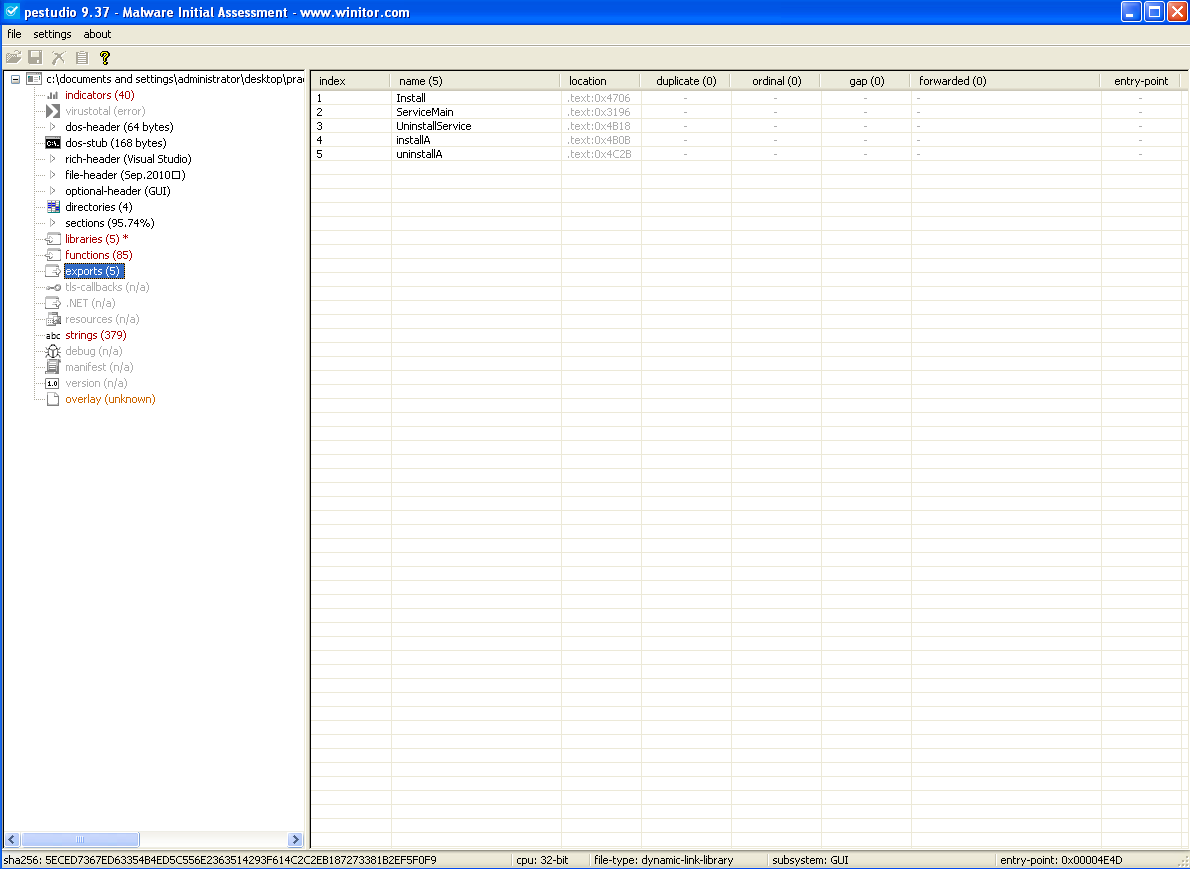 pestudio 9.37 - Malware Initial Assessment - www.winitor.com
file settings about
c:\documents and settings\administrator\desktop\prac
indicators (40)
virustotal (error)
dos-header (64 bytes)
dos-stub (168 bytes)
rich-header (Visual Studio)
file-header (Sep.2010□)
optional-header (GUI)
directories (4)
sections (95.74%)
libraries (5) *
functions (85)
exports (5)
tls-callbacks (n/a)
.NET (n/a)
resources (n/a)
abc strings (379)
debug (n/a)
manifest (n/a)
1.0 version (n/a)
overlay (unknown)
index name (5) location duplicate (0) ordinal (0) gap (0) forwarded (0) entry-point
1 Install .text:0x4706 - - - - -
2 ServiceMain .text:0x3196 - - - - -
3 UninstallService .text:0x4B18 - - - - -
4 installA .text:0x4B0B - - - - -
5 uninstallA .text:0x4C2B - - - - -
sha256: 5ECED7367ED63354B4ED5C556E2363514293F614C2C2EB187273381B2EF5F0F9 cpu: 32-bit file-type: dynamic-link-library subsystem: GUI entry-point: 0x00004E4D